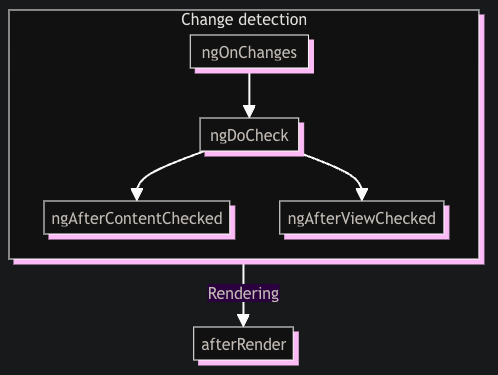 Change detection
ngOnChanges
ngDoCheck
ngAfterContentChecked
ngAfterViewChecked
Rendering
afterRender